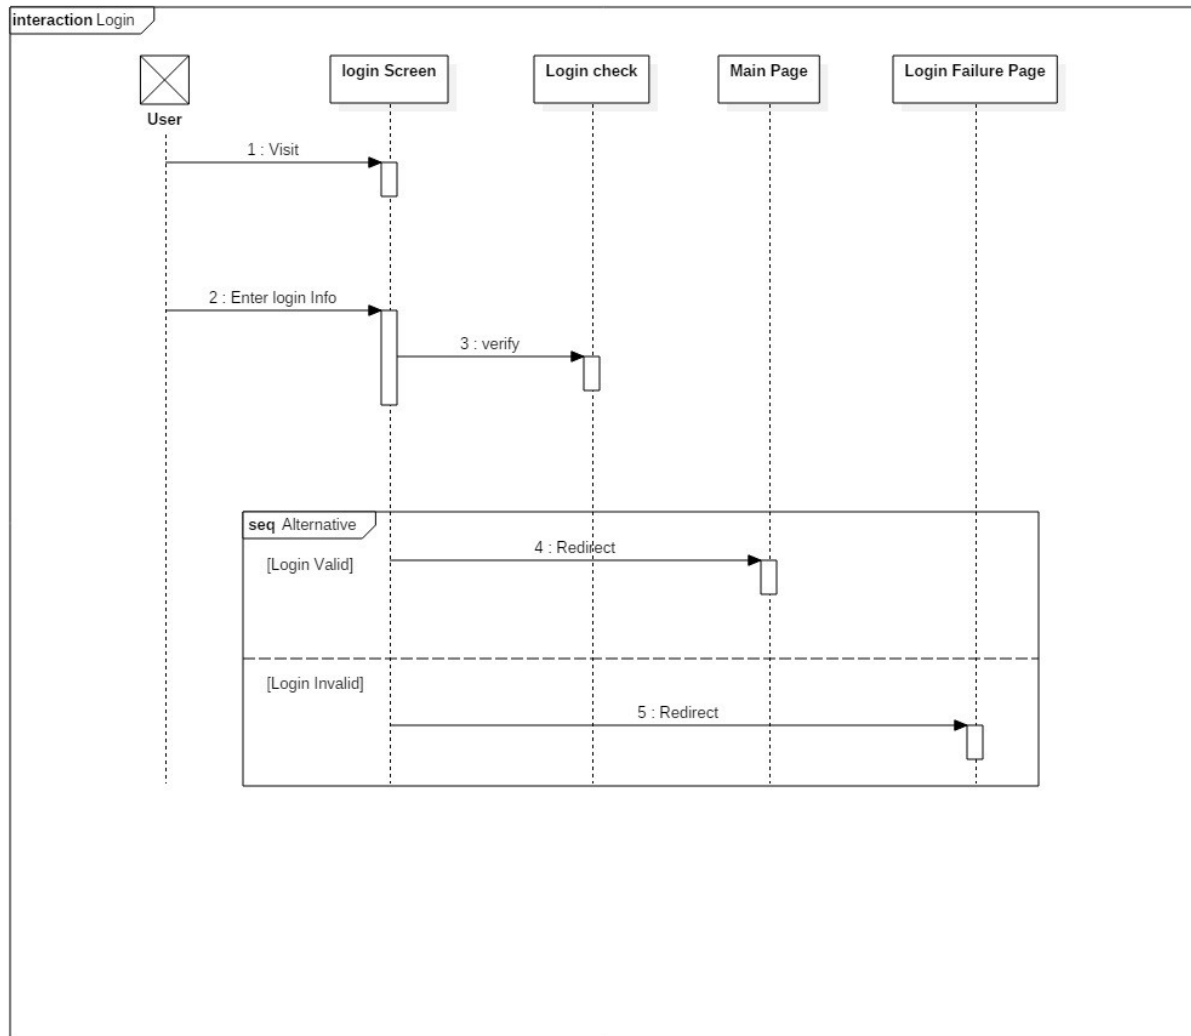 interaction Login
login Screen
Login check
Main Page
Login Failure Page
User
1 : Visit
2 : Enter login Info
3 : verify
seq Alternative
4 : Redirect
[Login Valid]
[Login Invalid]
5 : Redirect